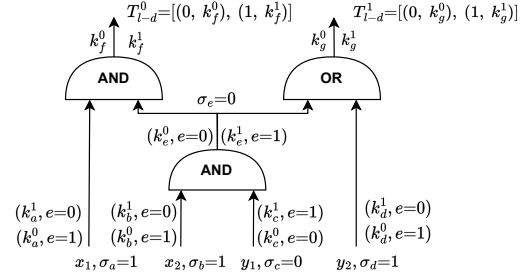 T^0_{l-d}=[(0, k^0_f), (1, k^1_f)]
T^1_{l-d}=[(0, k^0_g), (1, k^1_g)]
k^0_f k^1_f
k^0_g k^1_g
AND
OR
σ_e=0
(k^0_e, e=0) (k^1_e, e=1)
AND
(k^1_a, e=0)
(k^0_a, e=1)
(k^1_b, e=0)
(k^0_b, e=1)
(k^1_c, e=1)
(k^0_c, e=0)
(k^1_d, e=0)
(k^0_d, e=1)
x_1, σ_a=1
x_2, σ_b=1
y_1, σ_c=0
y_2, σ_d=1